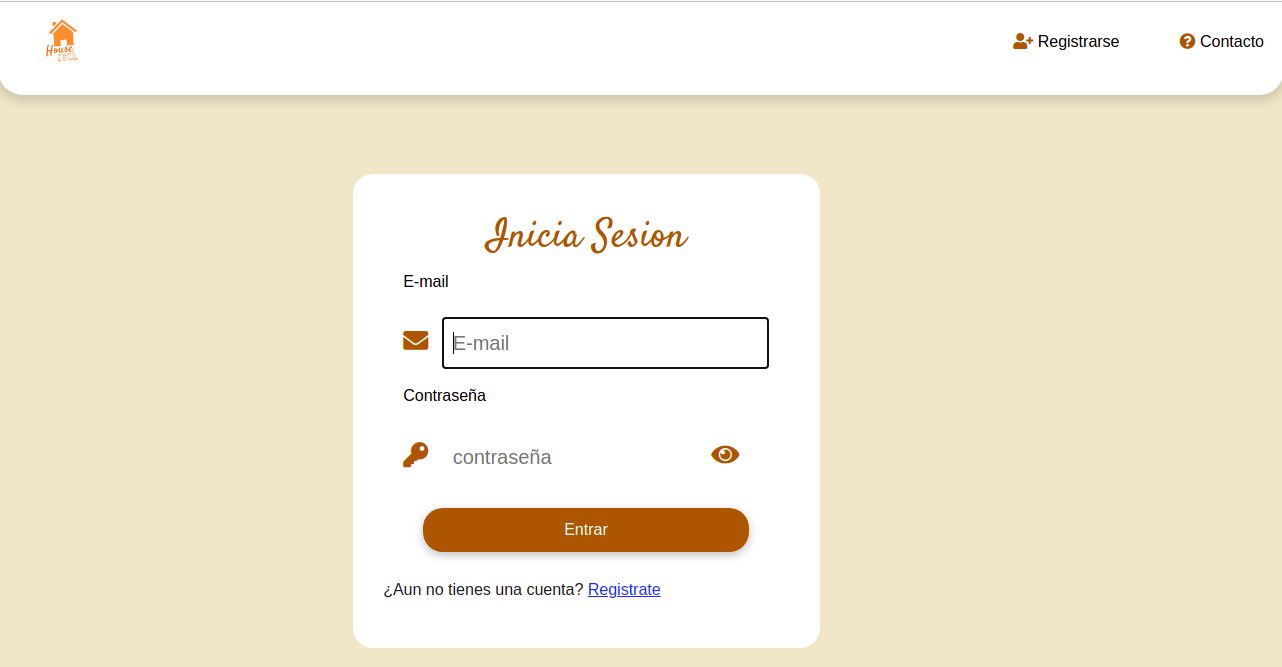 House
Registrarse
Contacto
Inicia Sesion
E-mail
E-mail
Contraseña
contraseña
Entrar
¿Aun no tienes una cuenta? Registrate